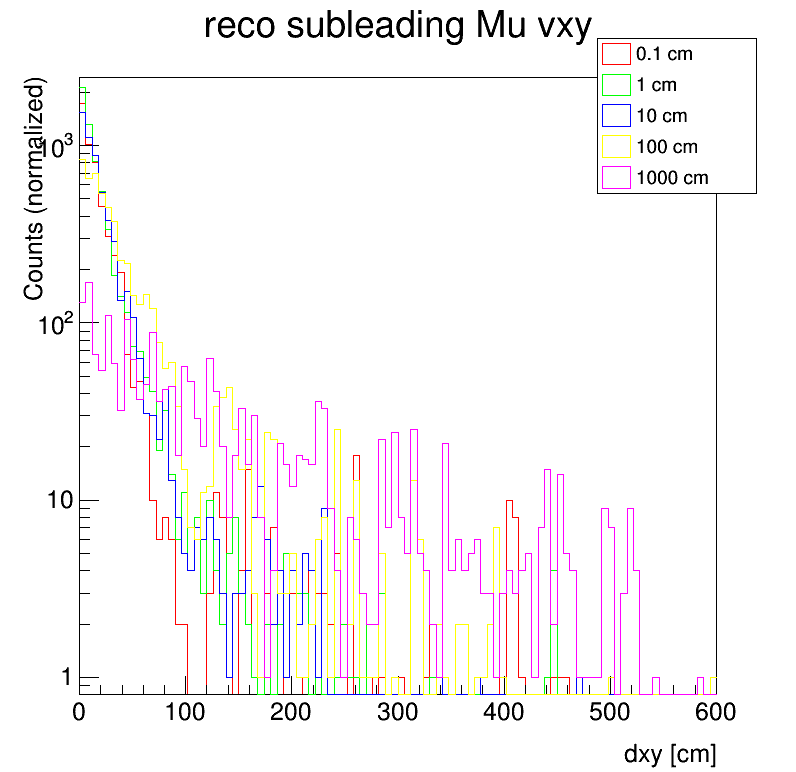 reco subleading Mu vxy
0.1 cm
1 cm
10 cm
100 cm
1000 cm
Counts (normalized)
10³
10²
10
1
0 100 200 300 400 500 600
dxy [cm]